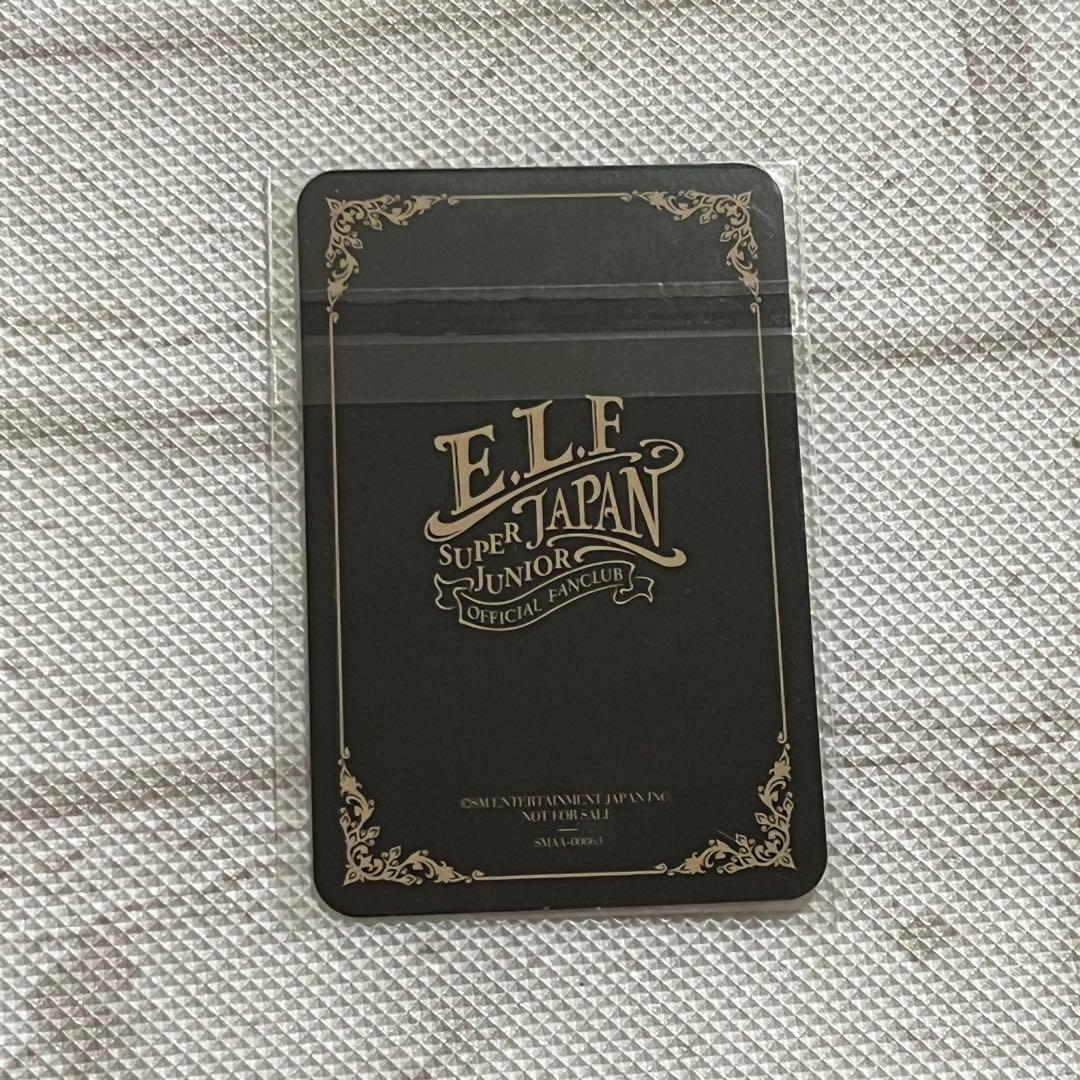 E.L.F
JAPAN
SUPER
JUNIOR
OFFICIAL FANCLUB
©SM ENTERTAINMENT JAPAN INC.
NOT FOR SALE